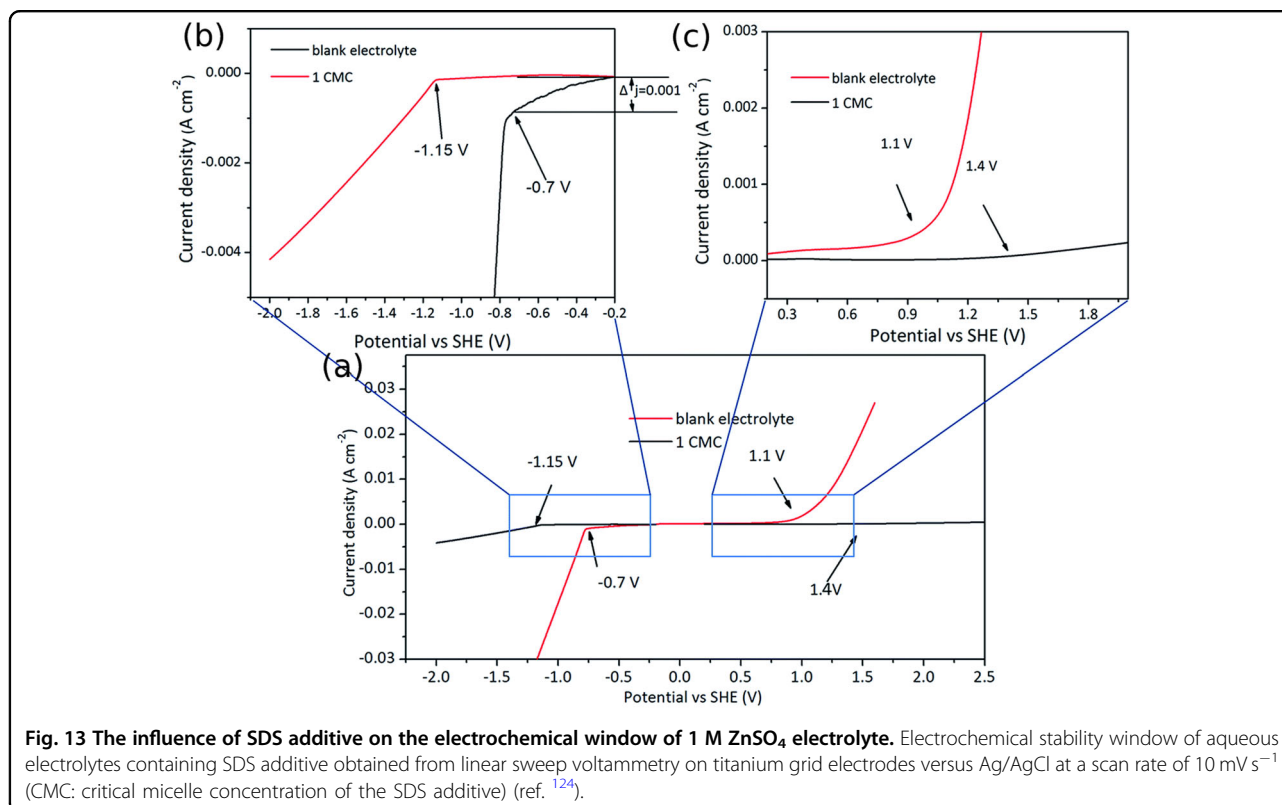 (b)
blank electrolyte
1 CMC
0.000
-0.002
-0.004
Current density (A cm⁻²)
Δ j=0.001
-1.15 V
-0.7 V
-2.0 -1.8 -1.6 -1.4 -1.2 -1.0 -0.8 -0.6 -0.4 -0.2
Potential vs SHE (V)
(c)
blank electrolyte
1 CMC
0.003
0.002
0.001
0.000
Current density (A cm⁻²)
1.1 V
1.4 V
0.3 0.6 0.9 1.2 1.5 1.8
Potential vs SHE (V)
(a)
blank electrolyte
1 CMC
0.03
0.02
0.01
0.00
-0.01
-0.02
-0.03
Current density (A cm⁻²)
-1.15 V
1.1 V
-0.7 V
1.4V
-2.0 -1.5 -1.0 -0.5 0.0 0.5 1.0 1.5 2.0 2.5
Potential vs SHE (V)
Fig. 13 The influence of SDS additive on the electrochemical window of 1 M ZnSO₄ electrolyte. Electrochemical stability window of aqueous
electrolytes containing SDS additive obtained from linear sweep voltammetry on titanium grid electrodes versus Ag/AgCl at a scan rate of 10 mV s⁻¹
(CMC: critical micelle concentration of the SDS additive) (ref. ¹²⁴).